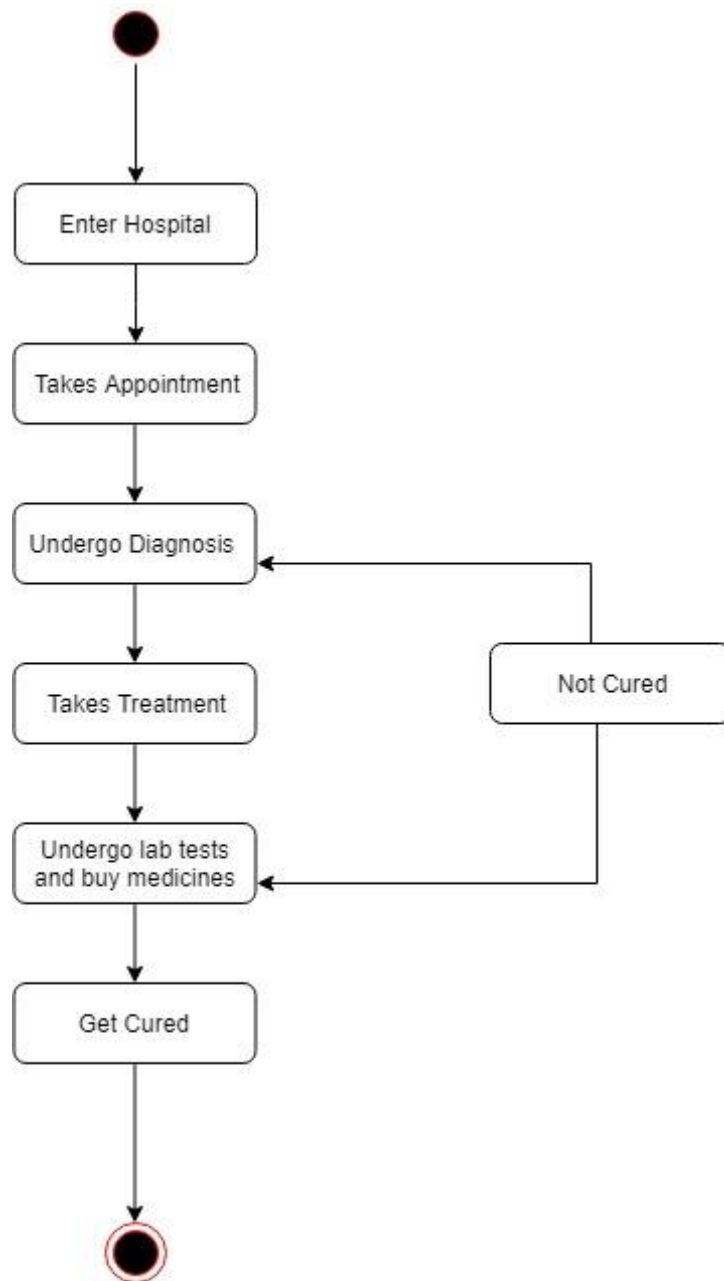 Enter Hospital
Takes Appointment
Undergo Diagnosis
Takes Treatment
Not Cured
Undergo lab tests
and buy medicines
Get Cured